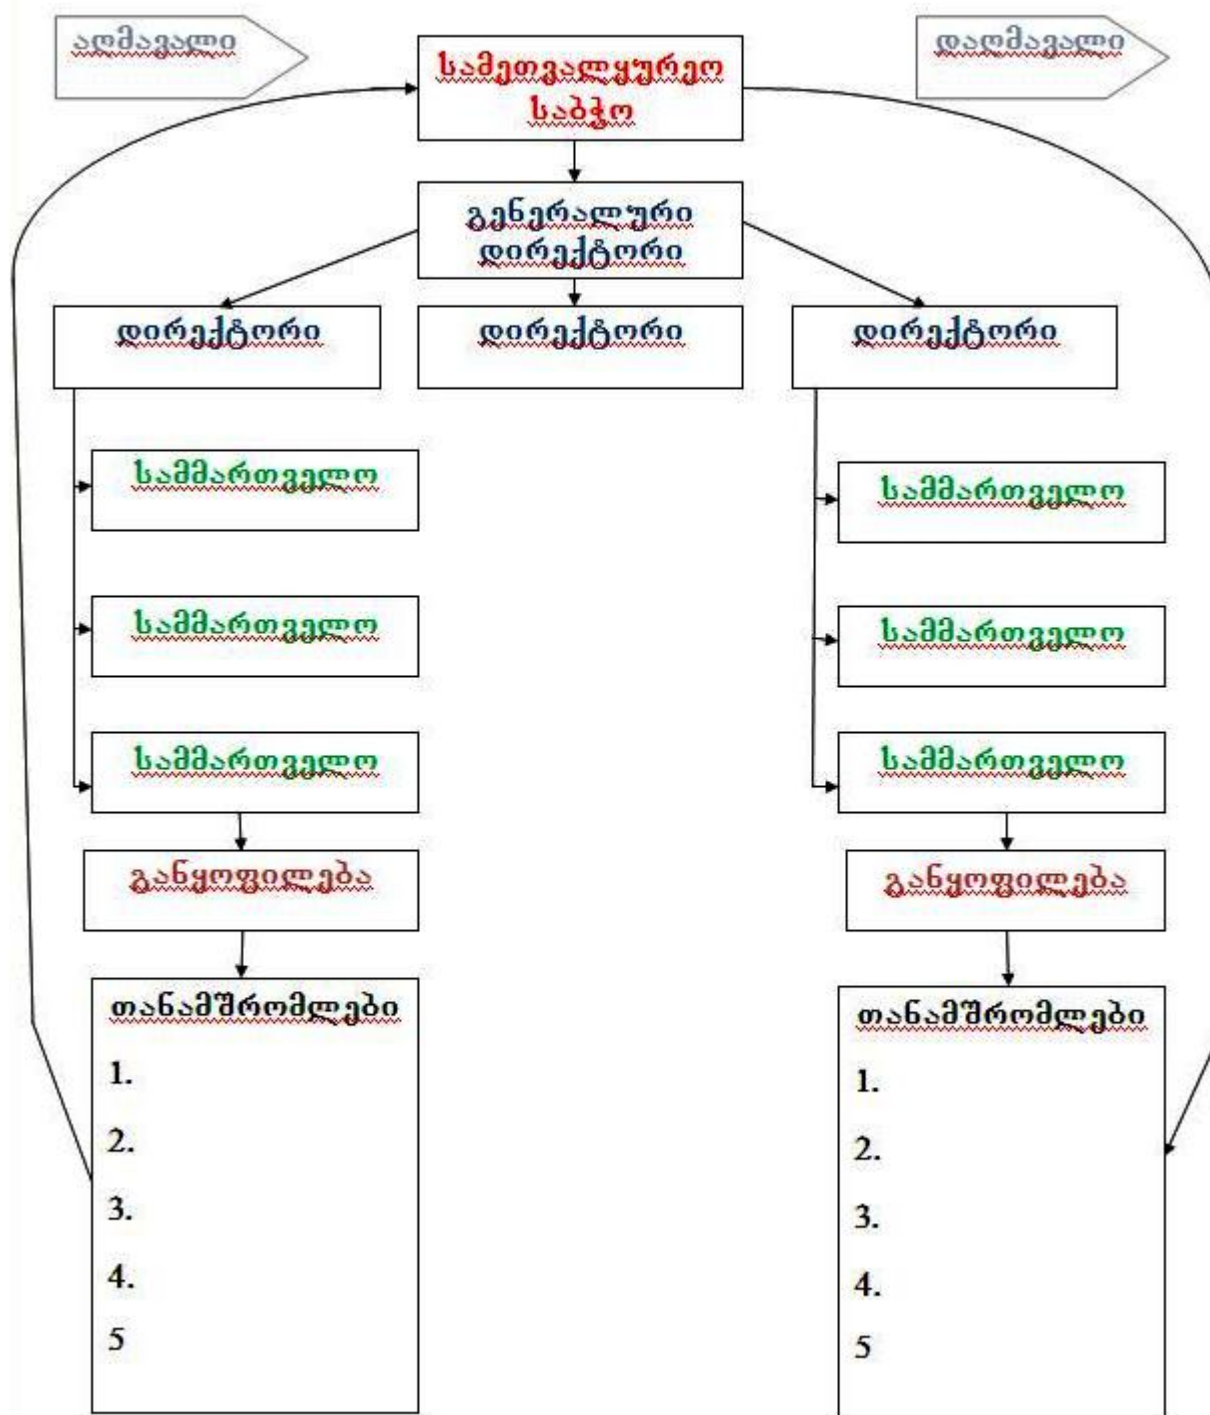 აღმავალი
დაღმავალი
სამეთვალყურეო
საბჭო
გენერალური
დირექტორი
დირექტორი
დირექტორი
დირექტორი
სამმართველო
სამმართველო
სამმართველო
სამმართველო
სამმართველო
სამმართველო
განყოფილება
განყოფილება
თანამშრომლები
1.
2.
3.
4.
5
თანამშრომლები
1.
2.
3.
4.
5